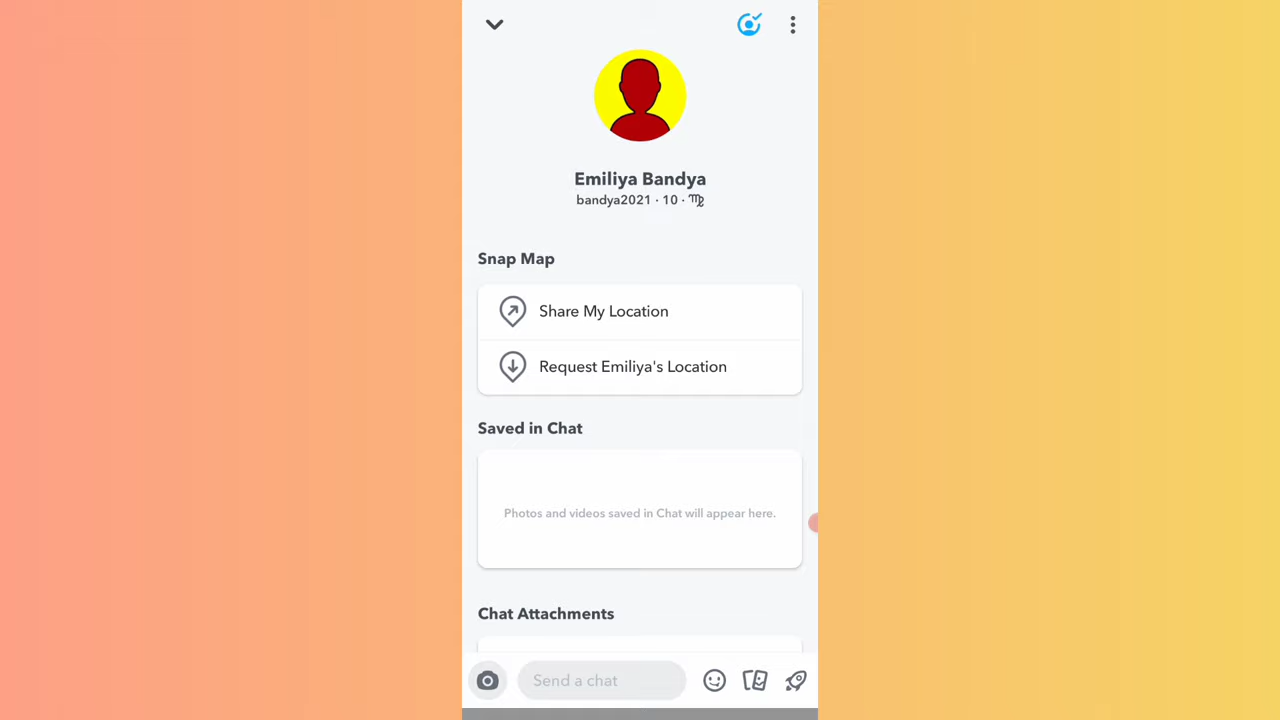 Emiliya Bandya
bandya2021 · 10 · ♍
Snap Map
Share My Location
Request Emiliya's Location
Saved in Chat
Photos and videos saved in Chat will appear here.
Chat Attachments
Send a chat